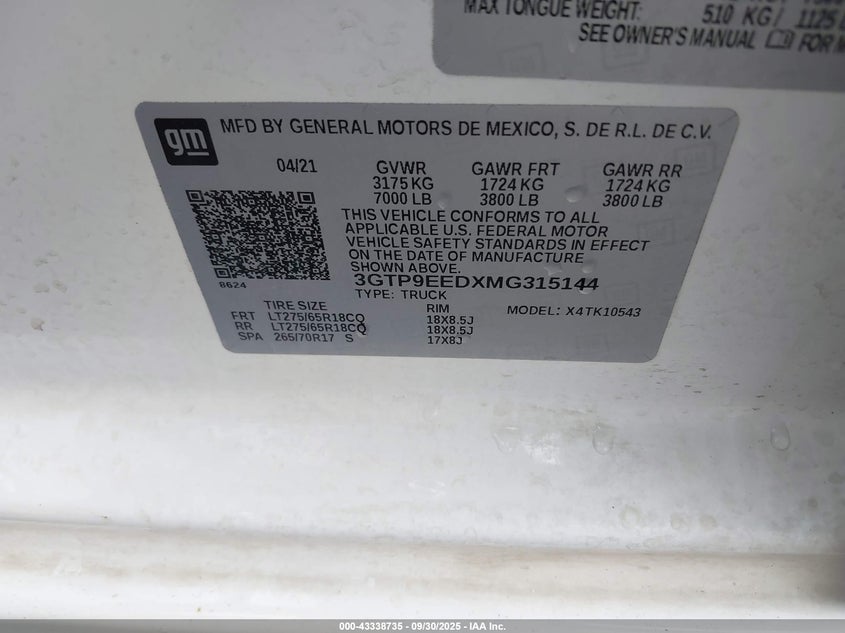 MAX TONGUE WEIGHT: 510 KG/ 1125
SEE OWNER'S MANUAL FOR
gm
MFD BY GENERAL MOTORS DE MEXICO, S. DE R.L. DE C.V.
04/21 GVWR GAWR FRT GAWR RR
3175 KG 1724 KG 1724 KG
7000 LB 3800 LB 3800 LB
THIS VEHICLE CONFORMS TO ALL
APPLICABLE U.S. FEDERAL MOTOR
VEHICLE SAFETY STANDARDS IN EFFECT
ON THE DATE OF MANUFACTURE
SHOWN ABOVE.
8624
3GTP9EEDXMG315144
TYPE: TRUCK
TIRE SIZE RIM MODEL: X4TK10543
FRT LT275/65R18CQ 18X8.5J
RR LT275/65R18CQ 18X8.5J
SPA 265/70R17 S 17X8J
000-43338735 - 09/30/2025 - IAA Inc.